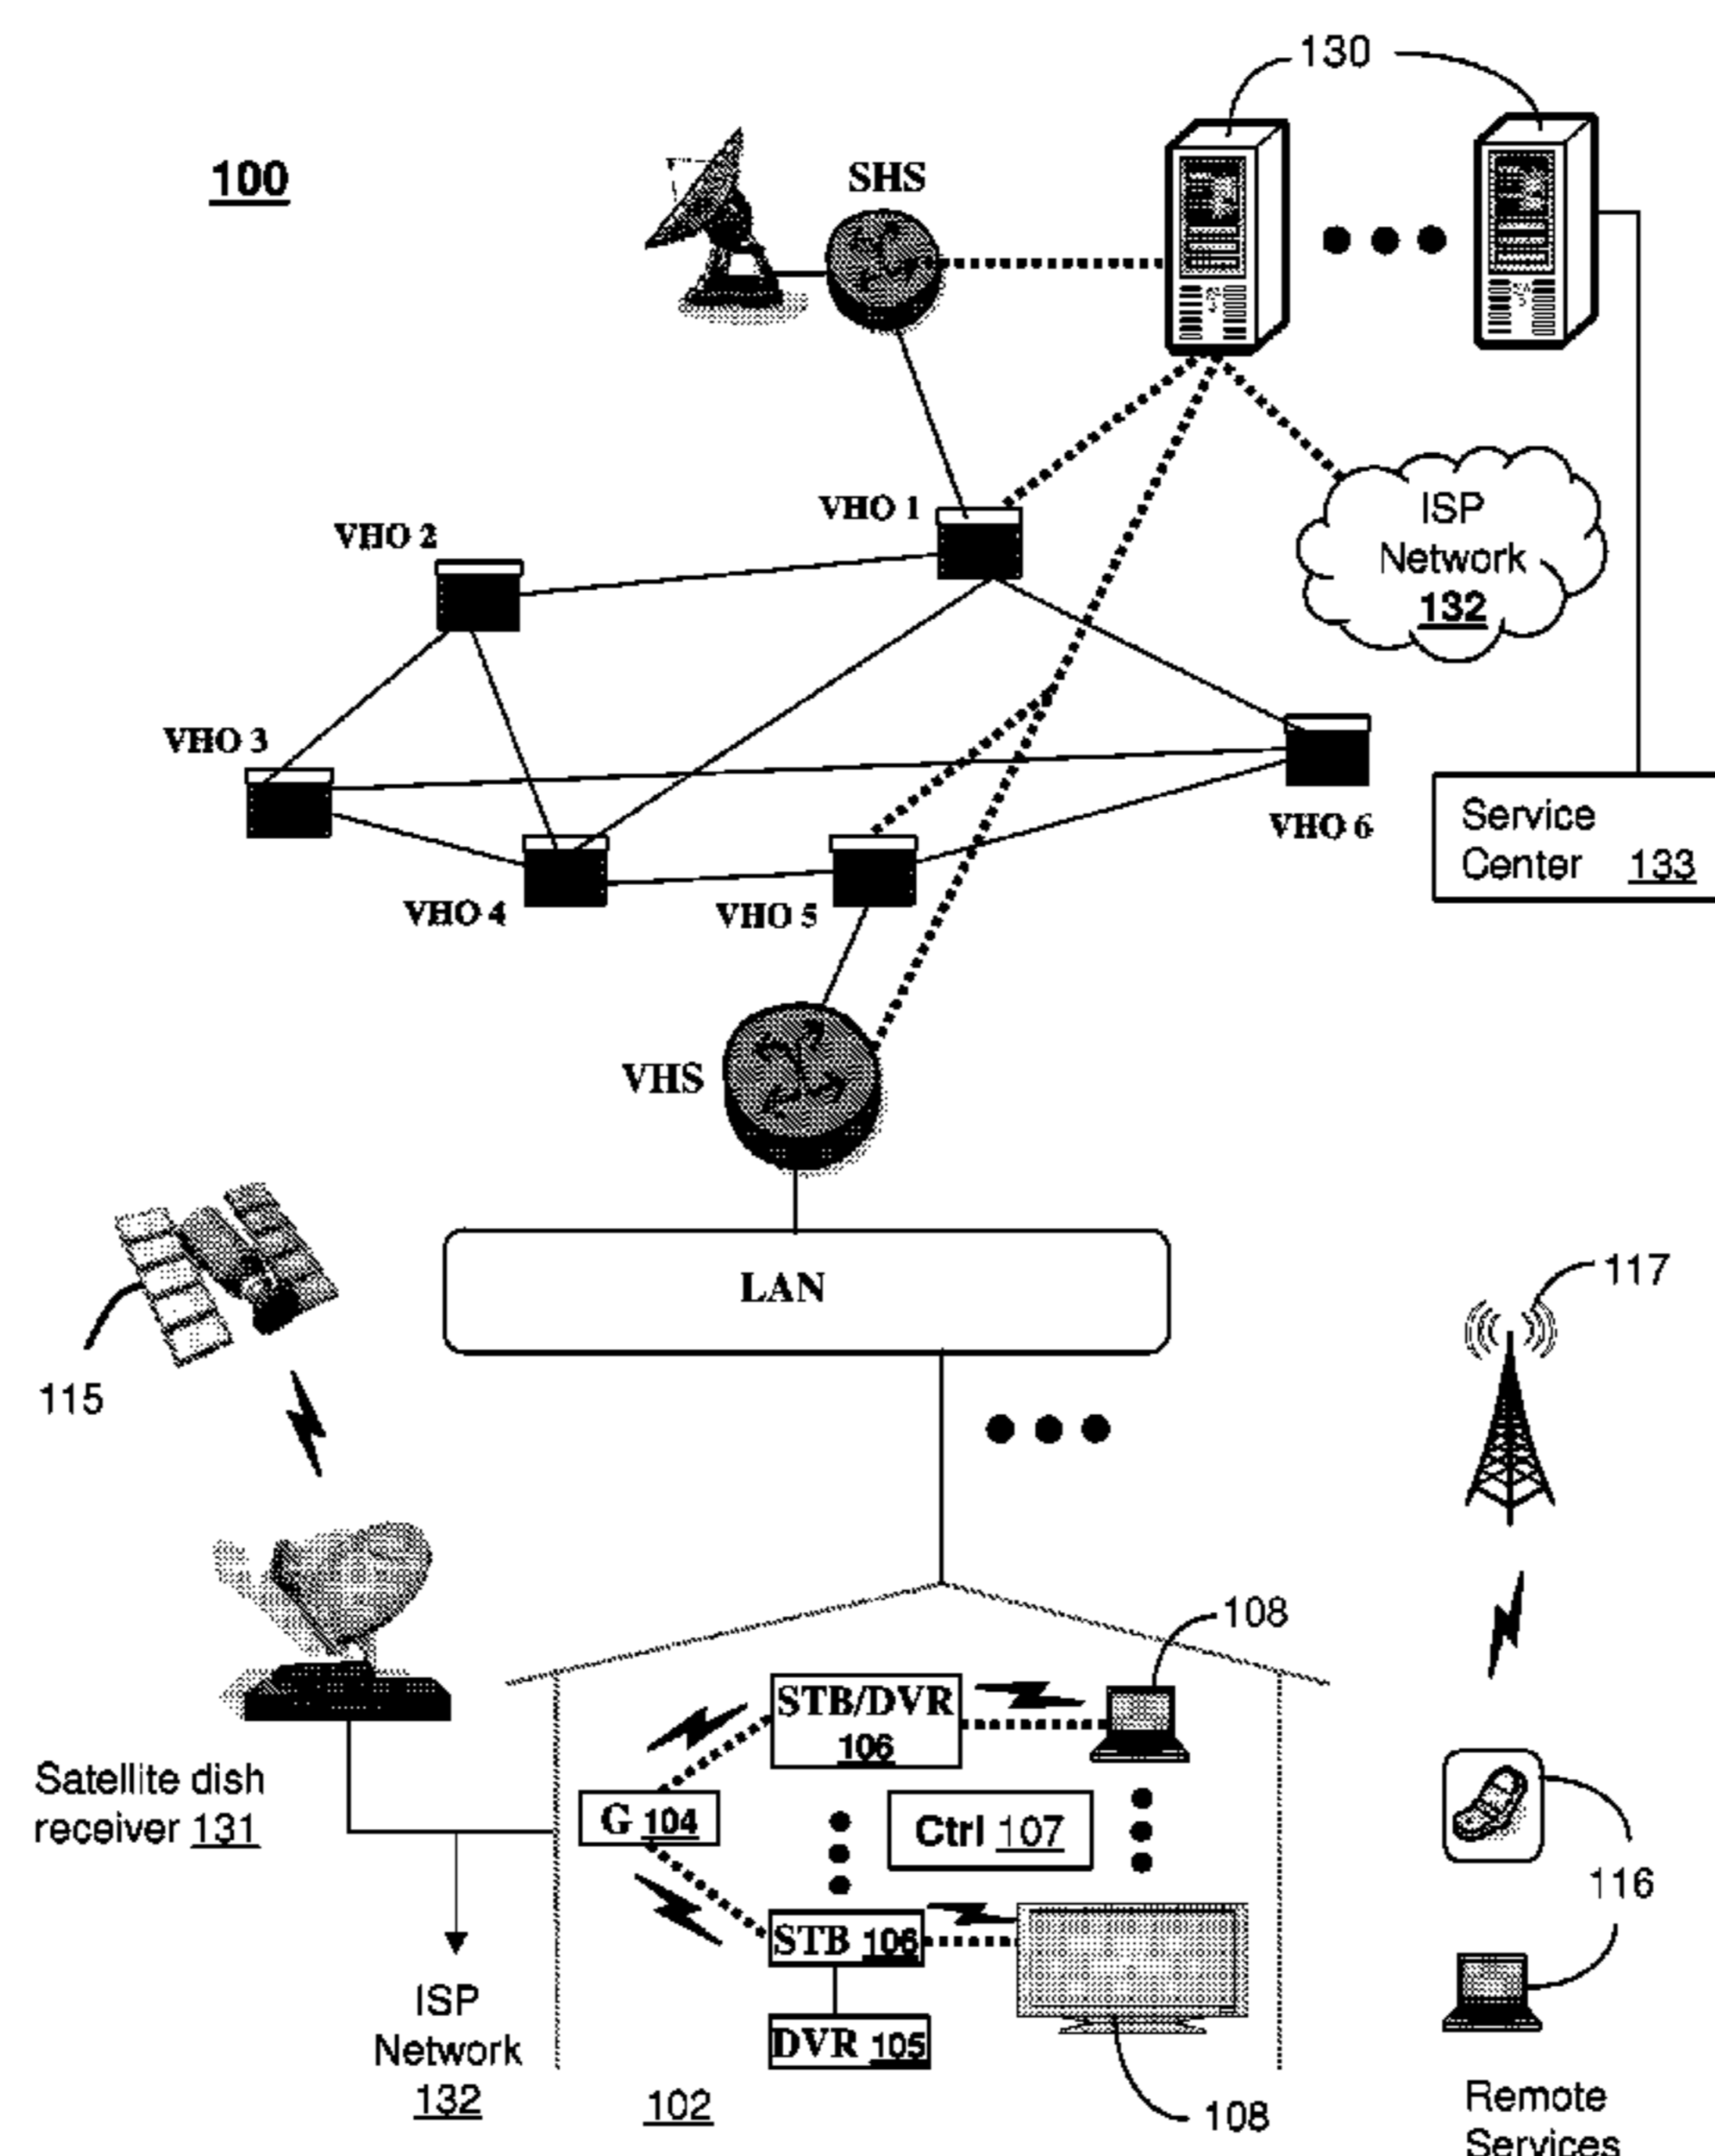 130
100
SHS
VHO 1
ISP
Network
132
VHO 2
VHO 3
VHO 6
Service
Center 133
VHO 4
VHO 5
VHS
LAN
117
115
108
STB/DVR
106
Satellite dish
receiver 131
G 104
Ctrl 107
116
STB 106
ISP
Network
132
DVR 105
102
108
Remote
Services